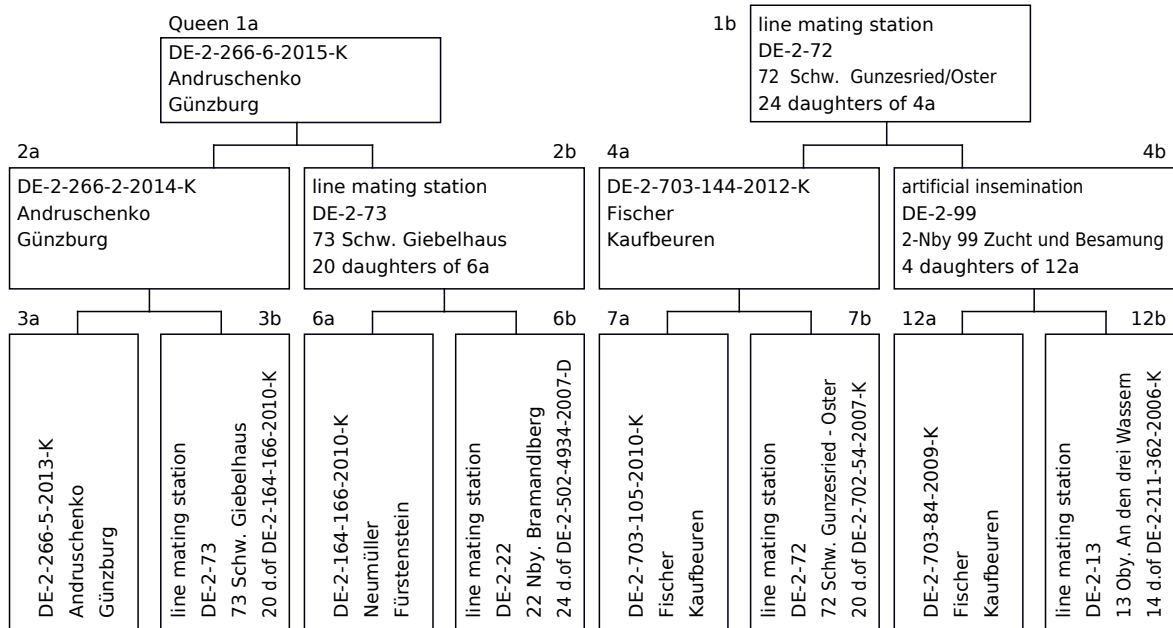 Queen 1a
DE-2-266-6-2015-K
Andruschenko
Günzburg
1b
line mating station
DE-2-72
72 Schw. Gunzesried/Oster
24 daughters of 4a
2a
DE-2-266-2-2014-K
Andruschenko
Günzburg
2b
line mating station
DE-2-73
73 Schw. Giebelhaus
20 daughters of 6a
4a
DE-2-703-144-2012-K
Fischer
Kaufbeuren
4b
artificial insemination
DE-2-99
2-Nby 99 Zucht und Besamung
4 daughters of 12a
3a
DE-2-266-5-2013-K
Andruschenko
Günzburg
3b
line mating station
DE-2-73
73 Schw. Giebelhaus
20 d.of DE-2-164-166-2010-K
6a
DE-2-164-166-2010-K
Neumüller
Fürstenstein
6b
line mating station
DE-2-22
22 Nby. Bramandlberg
24 d.of DE-2-502-4934-2007-D
7a
DE-2-703-105-2010-K
Fischer
Kaufbeuren
7b
line mating station
DE-2-72
72 Schw. Gunzesried - Oster
20 d.of DE-2-702-54-2007-K
12a
DE-2-703-84-2009-K
Fischer
Kaufbeuren
12b
line mating station
DE-2-13
13 Oby. An den drei Wassern
14 d.of DE-2-211-362-2006-K